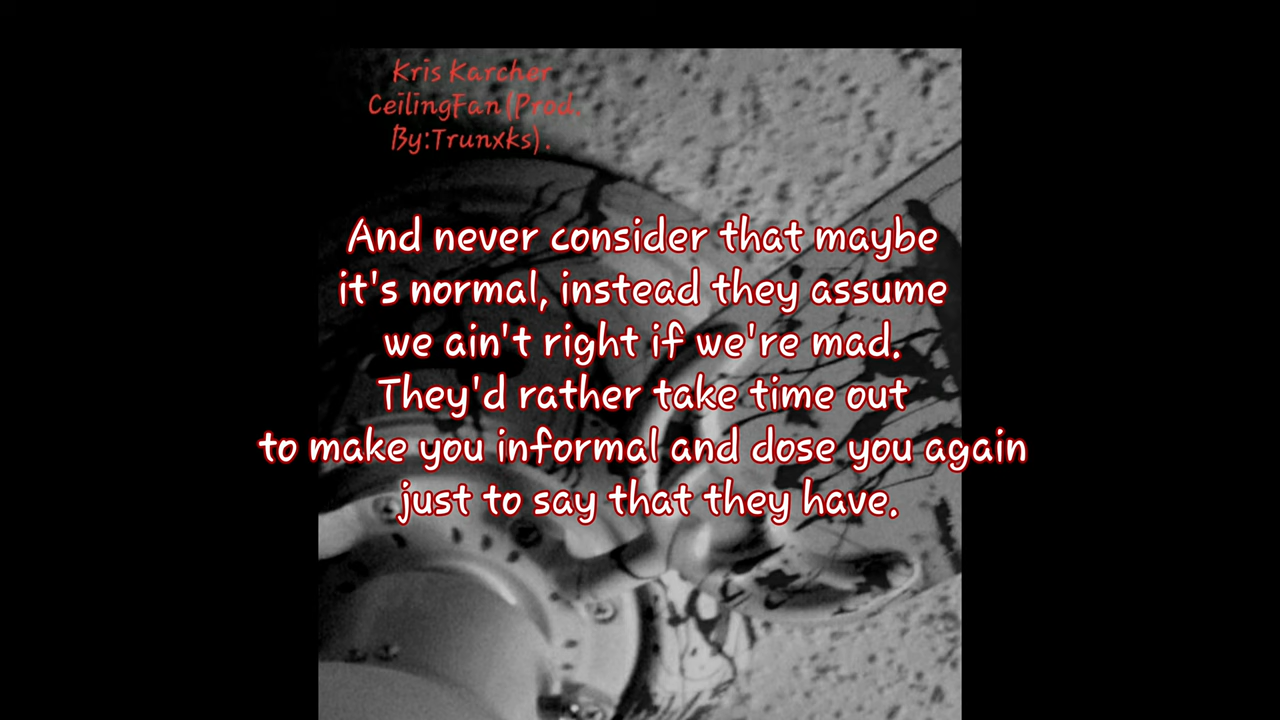 Kris Karcher
CeilingFan(Prod.
By:Trunxks).
And never consider that maybe
it's normal, instead they assume
we ain't right if we're mad.
They'd rather take time out
to make you informal and dose you again
just to say that they have.